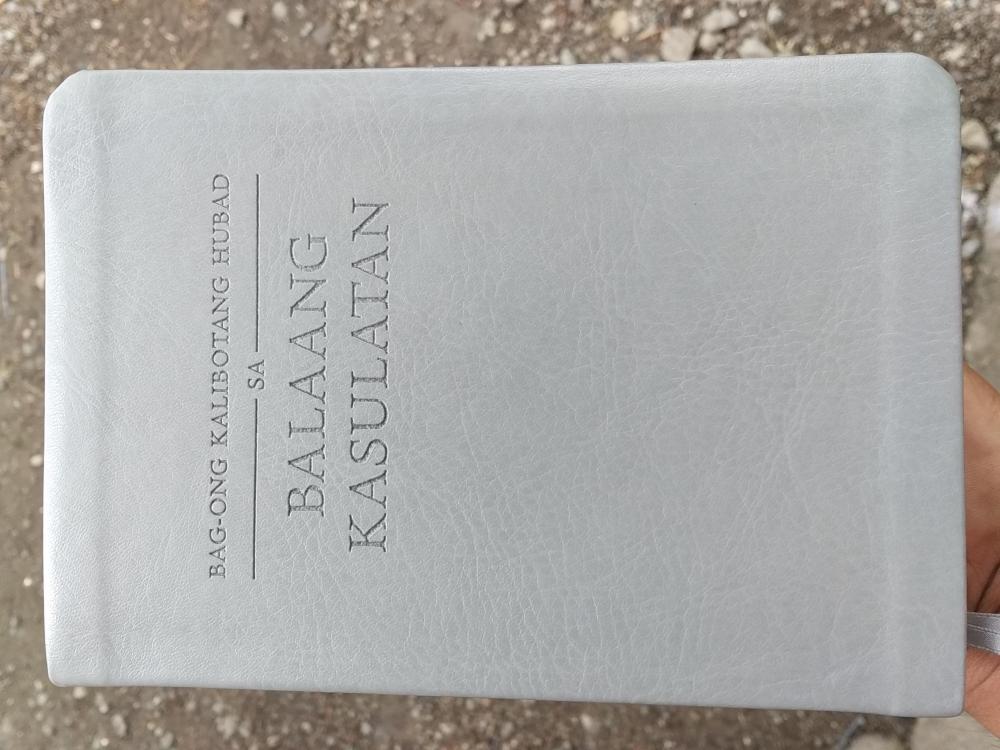 BAG-ONG KALIBOTANG HUBAD
SA
BALAANG
KASULATAN